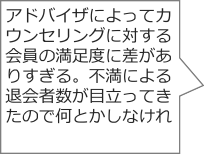 アドバイザによってカ
ウンセリングに対する
会員の満足度に差があ
りすぎる。不満による
退会者数が目立ってき
たので何とかしなけれ